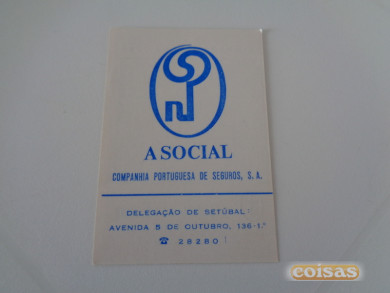 A SOCIAL
COMPANHIA PORTUGUESA DE SEGUROS, S. A.
DELEGAÇÃO DE SETÚBAL:
AVENIDA 5 DE OUTUBRO, 136-1.º
☎ 28280
coisas